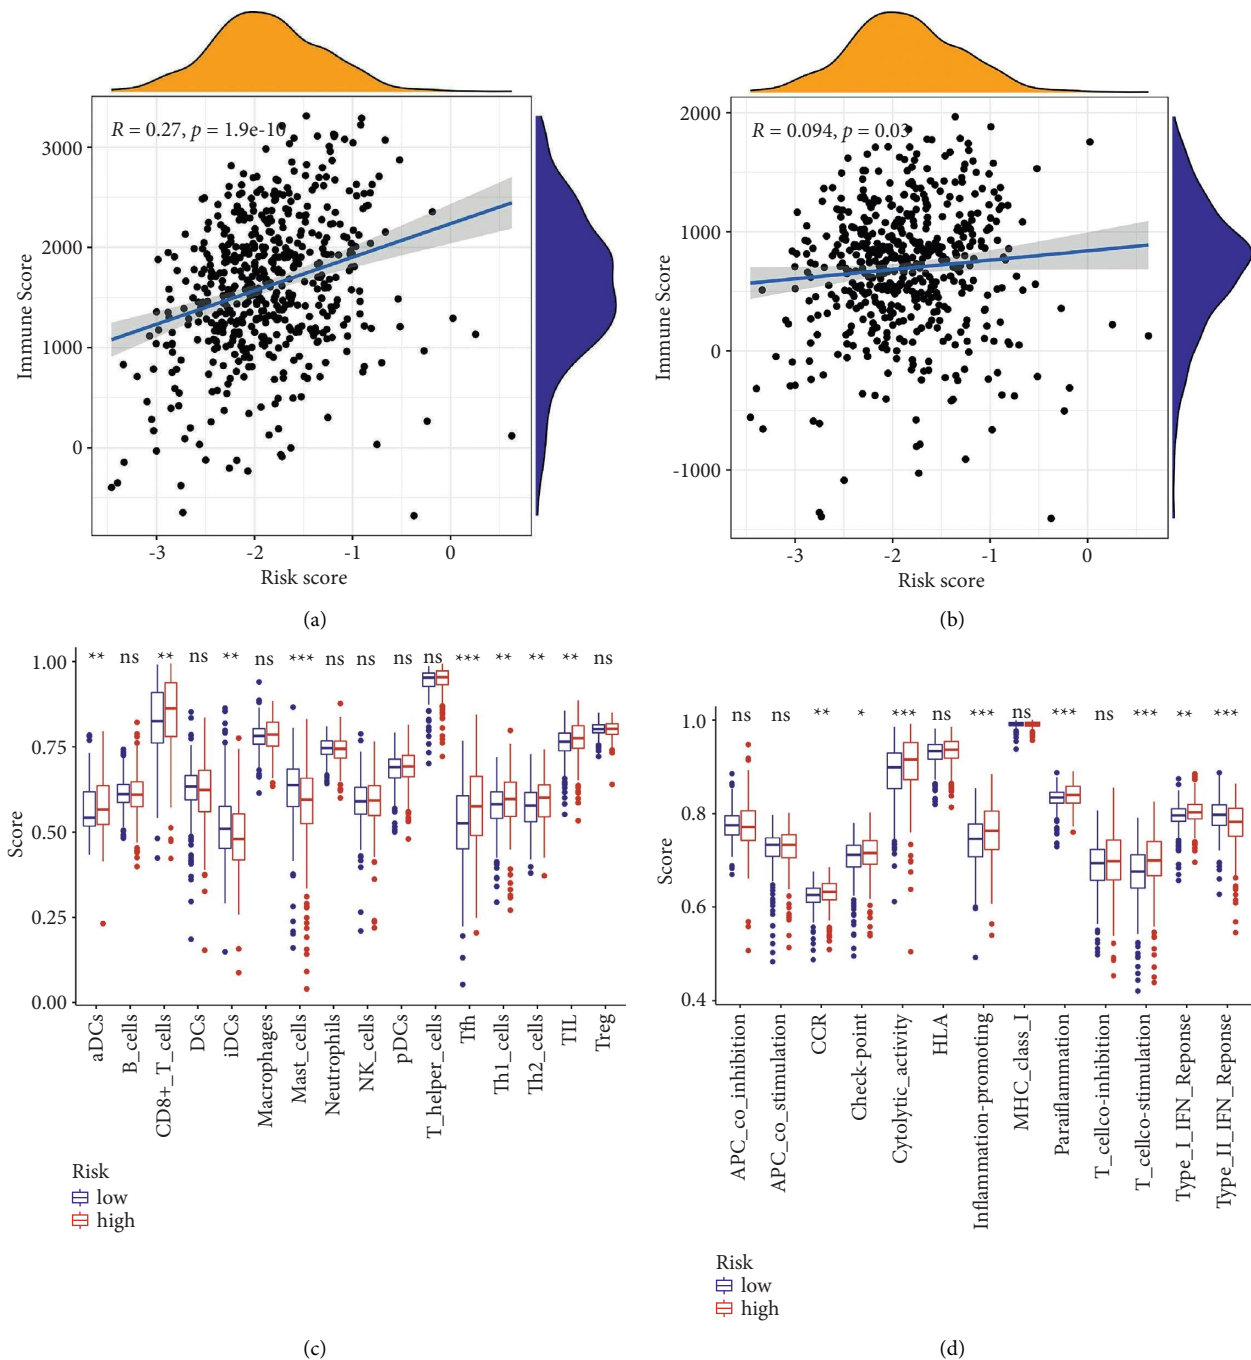 R = 0.27, p = 1.9e-10
Immune Score
3000
2000
1000
0
-3 -2 -1 0
Risk score
(a)
R = 0.094, p = 0.03
Immune Score
2000
1000
0
-1000
-3 -2 -1 0
Risk score
(b)
** ns ** ns ** ns *** ns ns ns ns *** ** ** ** ns
Score
1.00
0.75
0.50
0.25
0.00
aDCs
B_cells
CD8+_T_cells
DCs
iDCs
Macrophages
Mast_cells
Neutrophils
NK_cells
pDCs
T_helper_cells
Tfh
Th1_cells
Th2_cells
TIL
Treg
Risk
low
high
(c)
ns ns ** * *** ns *** ns *** ns *** ** ***
Score
1.0
0.8
0.6
0.4
APC_co_inhibition
APC_co_stimulation
CCR
Check-point
Cytolytic_activity
HLA
Inflammation-promoting
MHC_class_I
Paraiflammation
T_cellco-inhibition
T_cellco-stimulation
Type_I_IFN_Reponse
Type_II_IFN_Reponse
Risk
low
high
(d)